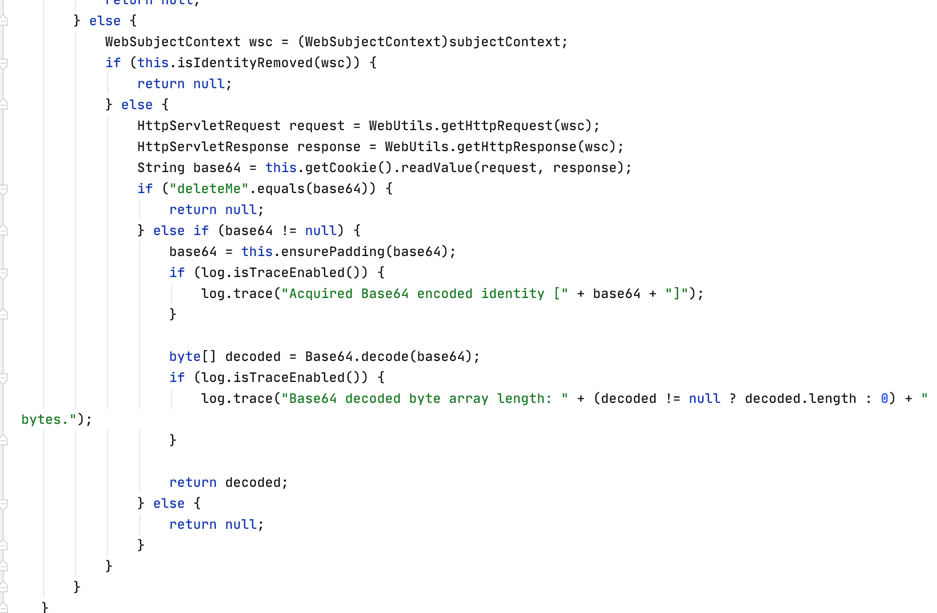 return null;
} else {
WebSubjectContext wsc = (WebSubjectContext)subjectContext;
if (this.isIdentityRemoved(wsc)) {
return null;
} else {
HttpServletRequest request = WebUtils.getHttpRequest(wsc);
HttpServletResponse response = WebUtils.getHttpResponse(wsc);
String base64 = this.getCookie().readValue(request, response);
if ("deleteMe".equals(base64)) {
return null;
} else if (base64 != null) {
base64 = this.ensurePadding(base64);
if (log.isTraceEnabled()) {
log.trace("Acquired Base64 encoded identity [" + base64 + "]");
}
byte[] decoded = Base64.decode(base64);
if (log.isTraceEnabled()) {
log.trace("Base64 decoded byte array length: " + (decoded != null ? decoded.length : 0) + "
bytes.");
}
return decoded;
} else {
return null;
}
}
}
}